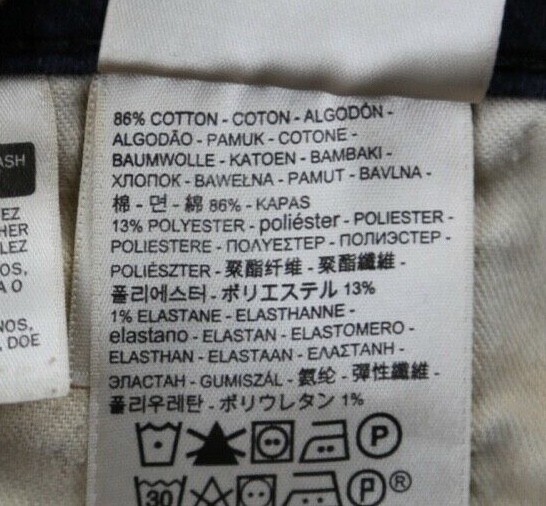 ASH
EZ
HER
LEZ
OS,
A O
NOS,
, DOE
86% COTTON - COTON - ALGODÓN -
ALGODÃO - PAMUK - COTONE -
BAUMWOLLE - KATOEN - BAMBAKI -
ХЛОПОК - BAWEŁNA - PAMUT - BAVLNA -
棉 - 면 - 綿 86% - KAPAS
13% POLYESTER - poliéster - POLIESTER -
POLIESTERE - ΠΟΛΥΕΣΤΕΡ - ПОЛИЭСТЕР -
POLIÉSZTER - 聚酯纤维 - 聚酯纖維 -
폴리에스터 - ポリエステル 13%
1% ELASTANE - ELASTHANNE -
elastano - ELASTAN - ELASTOMERO -
ELASTHAN - ELASTAAN - ΕΛΑΣΤΑΝΗ -
ЭЛАСТАН - GUMISZÁL - 氨纶 - 彈性纖維 -
폴리우레탄 - ポリウレタン 1%
P
30 P ®